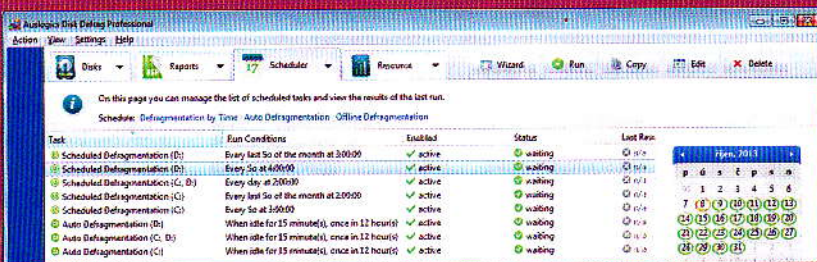 Auslogics Disk Defrag Professional
Action View Settings Help
Disks Reports 17 Scheduler Resource Wizard Run Copy Edit Delete
On this page you can manage the list of scheduled tasks and view the results of the last run.
Schedule: Defragmentation by Time Auto Defragmentation Offline Defragmentation
Task Run Conditions Enabled Status Last Resu
Scheduled Defragmentation (D:) Every last So of the month at 3:00:00 active waiting n/a
Scheduled Defragmentation (D:) Every So at 4:00:00 active waiting n/a
Scheduled Defragmentation (C:, D:) Every day at 2:00:00 active waiting n/a
Scheduled Defragmentation (C:) Every last So of the month at 2:00:00 active waiting n/a
Scheduled Defragmentation (C:) Every So at 3:00:00 active waiting n/a
Auto Defragmentation (D:) When idle for 15 minute(s), once in 12 hour(s) active waiting n/a
Auto Defragmentation (C:, D:) When idle for 15 minute(s), once in 12 hour(s) active waiting n/a
Auto Defragmentation (C:) When idle for 15 minute(s), once in 12 hour(s) active waiting n/a
říjen, 2013
p ú s č p s n
30 1 2 3 4 5 6
7 8 9 10 11 12 13
14 15 16 17 18 19 20
21 22 23 24 25 26 27
28 29 30 31